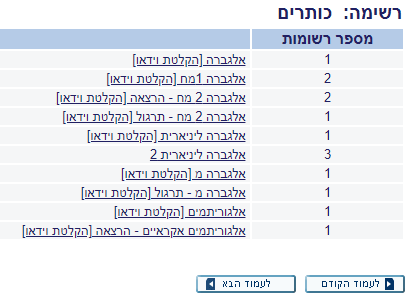 רשימה: כותרים
מספר רשומות
1 אלגברה [הקלטת וידאו]
2 אלגברה 1מח [הקלטת וידאו]
2 אלגברה 2 מח - הרצאה [הקלטת וידאו]
1 אלגברה 2 מח - תרגול [הקלטת וידאו]
1 אלגברה ליניארית [הקלטת וידאו]
3 אלגברה ליניארית 2
1 אלגברה מ [הקלטת וידאו]
1 אלגברה מ - תרגול [הקלטת וידאו]
1 אלגוריתמים [הקלטת וידאו]
1 אלגוריתמים אקראיים - הרצאה [הקלטת וידאו]
לעמוד הקודם לעמוד הבא